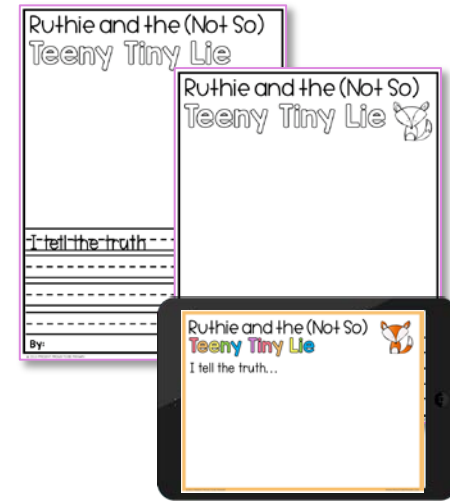 Ruthie and the (Not So)
Teeny Tiny Lie
I tell the truth
By:
Ruthie and the (Not So)
Teeny Tiny Lie
Ruthie and the (Not So)
Teeny Tiny Lie
I tell the truth...